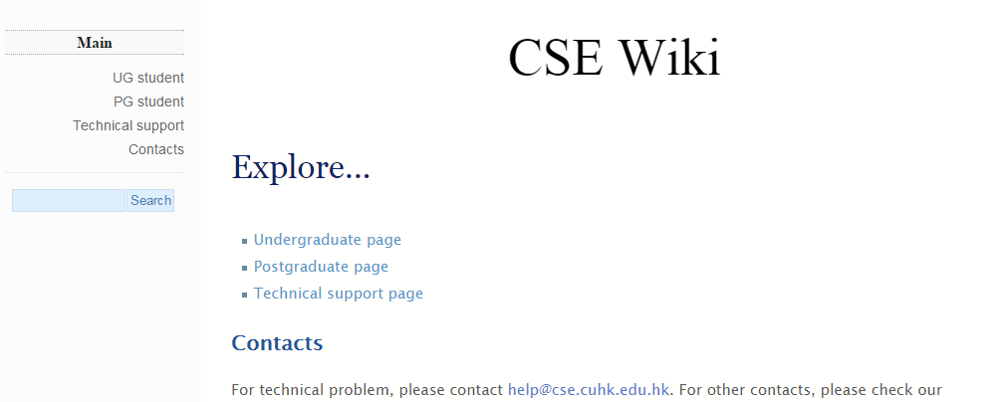 Main
UG student
PG student
Technical support
Contacts
Search
CSE Wiki
Explore...
Undergraduate page
Postgraduate page
Technical support page
Contacts
For technical problem, please contact help@cse.cuhk.edu.hk. For other contacts, please check our